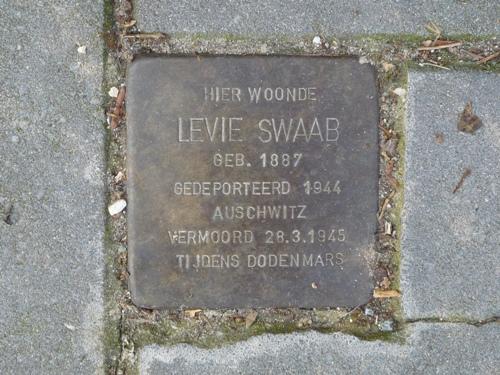 HIER WOONDE
LEVIE SWAAB
GEB. 1887
GEDEPORTEERD 1944
AUSCHWITZ
VERMOORD 28.3.1945
TIJDENS DODENMARS